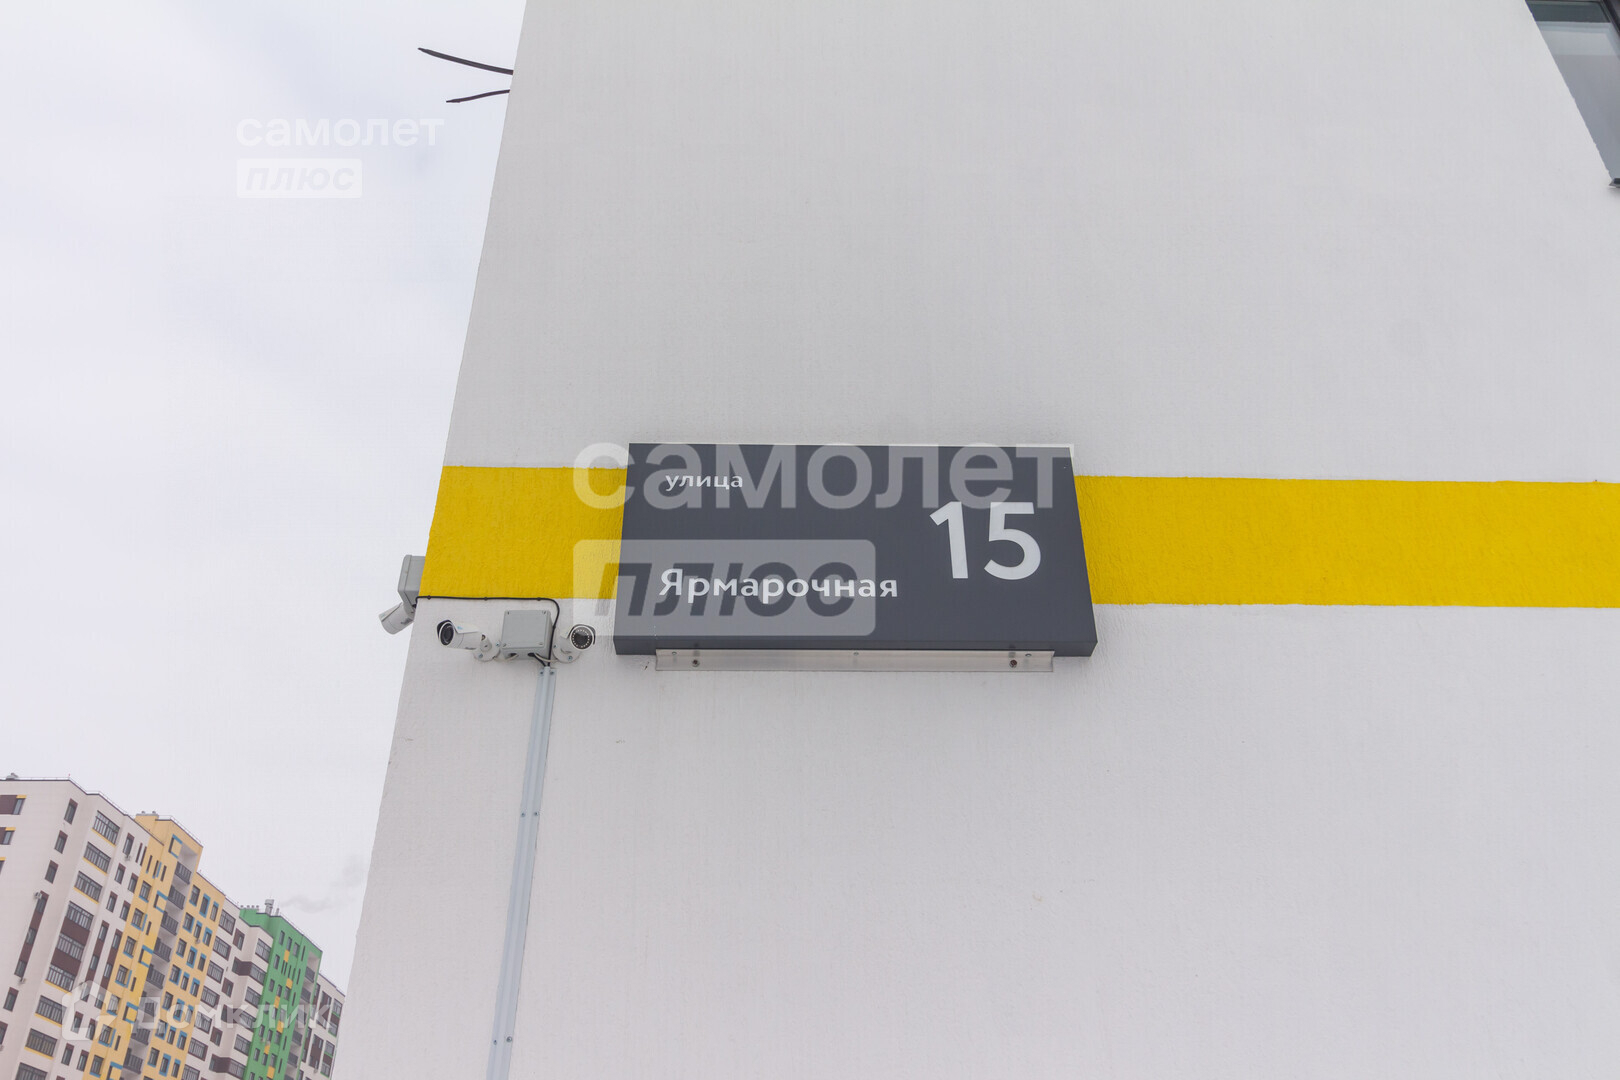 самолет
плюс
самолет
улица
15
плюс
Ярмарочная
Домклик